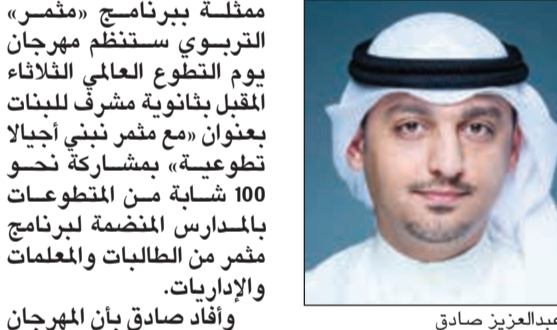 ممثلة ببرنامج «مثمر»
التربوي ستنظم مهرجان
يوم التطوع العالمي الثلاثاء
المقبل بثانوية مشرف للبنات
بعنوان «مع مثمر نبني أجيالا
تطوعية» بمشاركة نحو
100 شابة من المتطوعات
بالمدارس المنضمة لبرنامج
مثمر من الطالبات والمعلمات
والإداريات.
وأفاد صادق بأن المهرجان
عبدالعزيز صادق